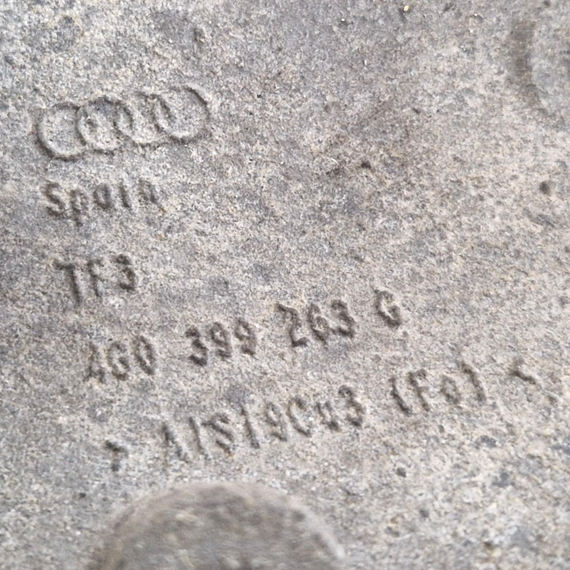 Spain
TF3
4G0 399 263 G
> AlSi9Cu3 (Fe) <